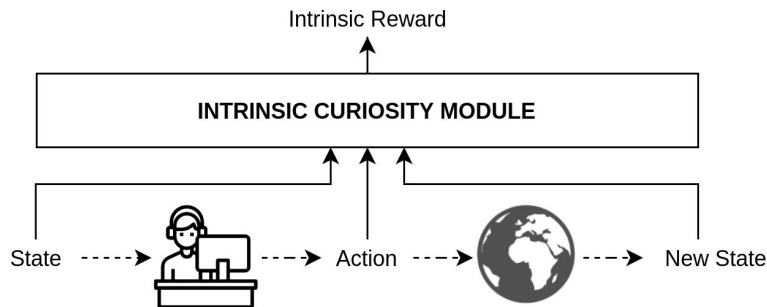 Intrinsic Reward
INTRINSIC CURIOSITY MODULE
State
Action
New State